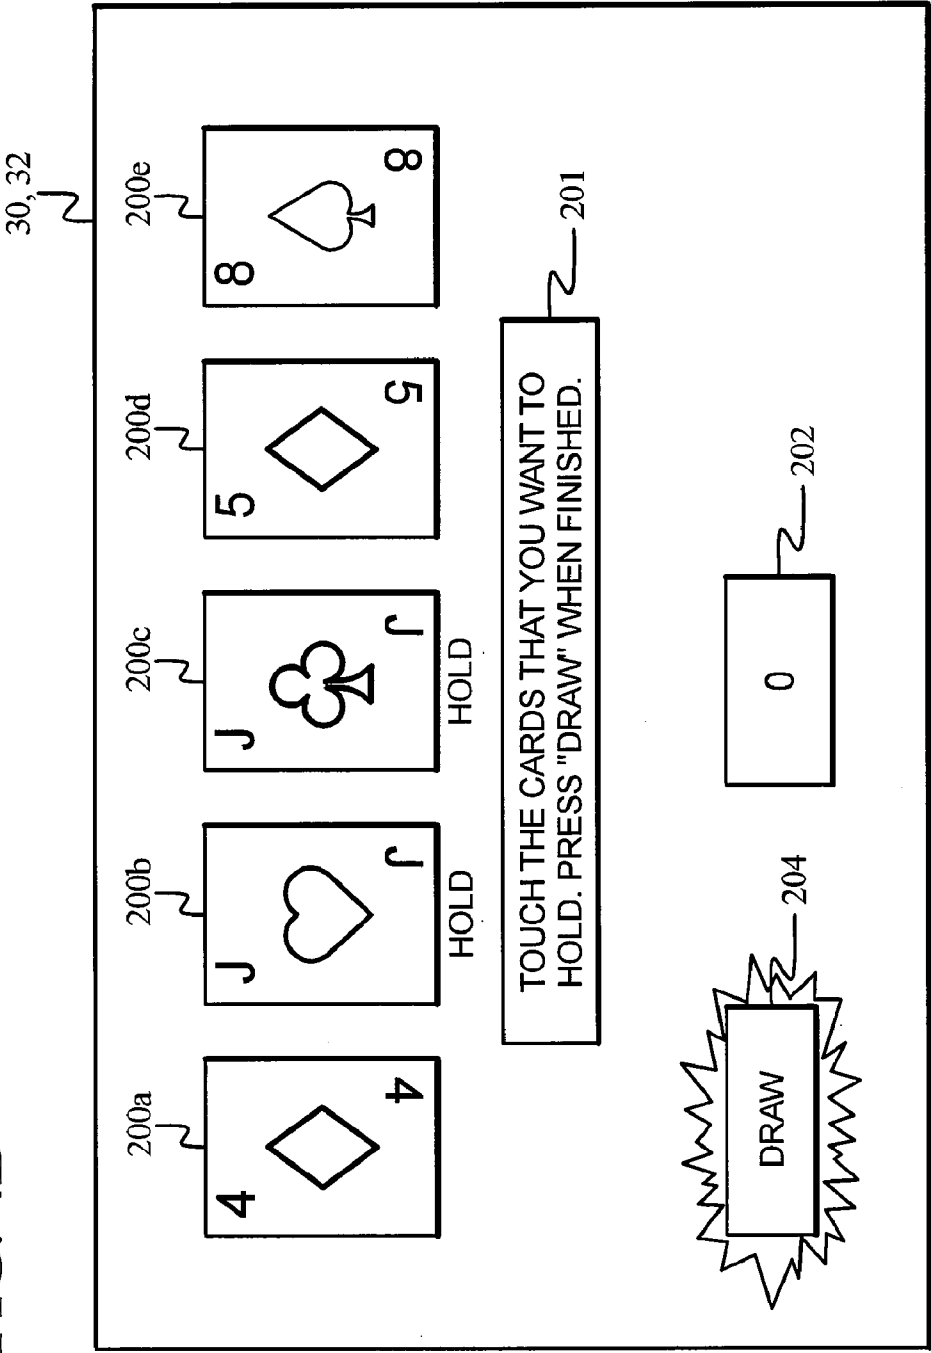 30, 32
200a
200b
200c
200d
200e
4
4
J
J
J
J
5
5
8
8
HOLD
HOLD
TOUCH THE CARDS THAT YOU WANT TO
HOLD. PRESS "DRAW" WHEN FINISHED.
201
DRAW
204
0
202